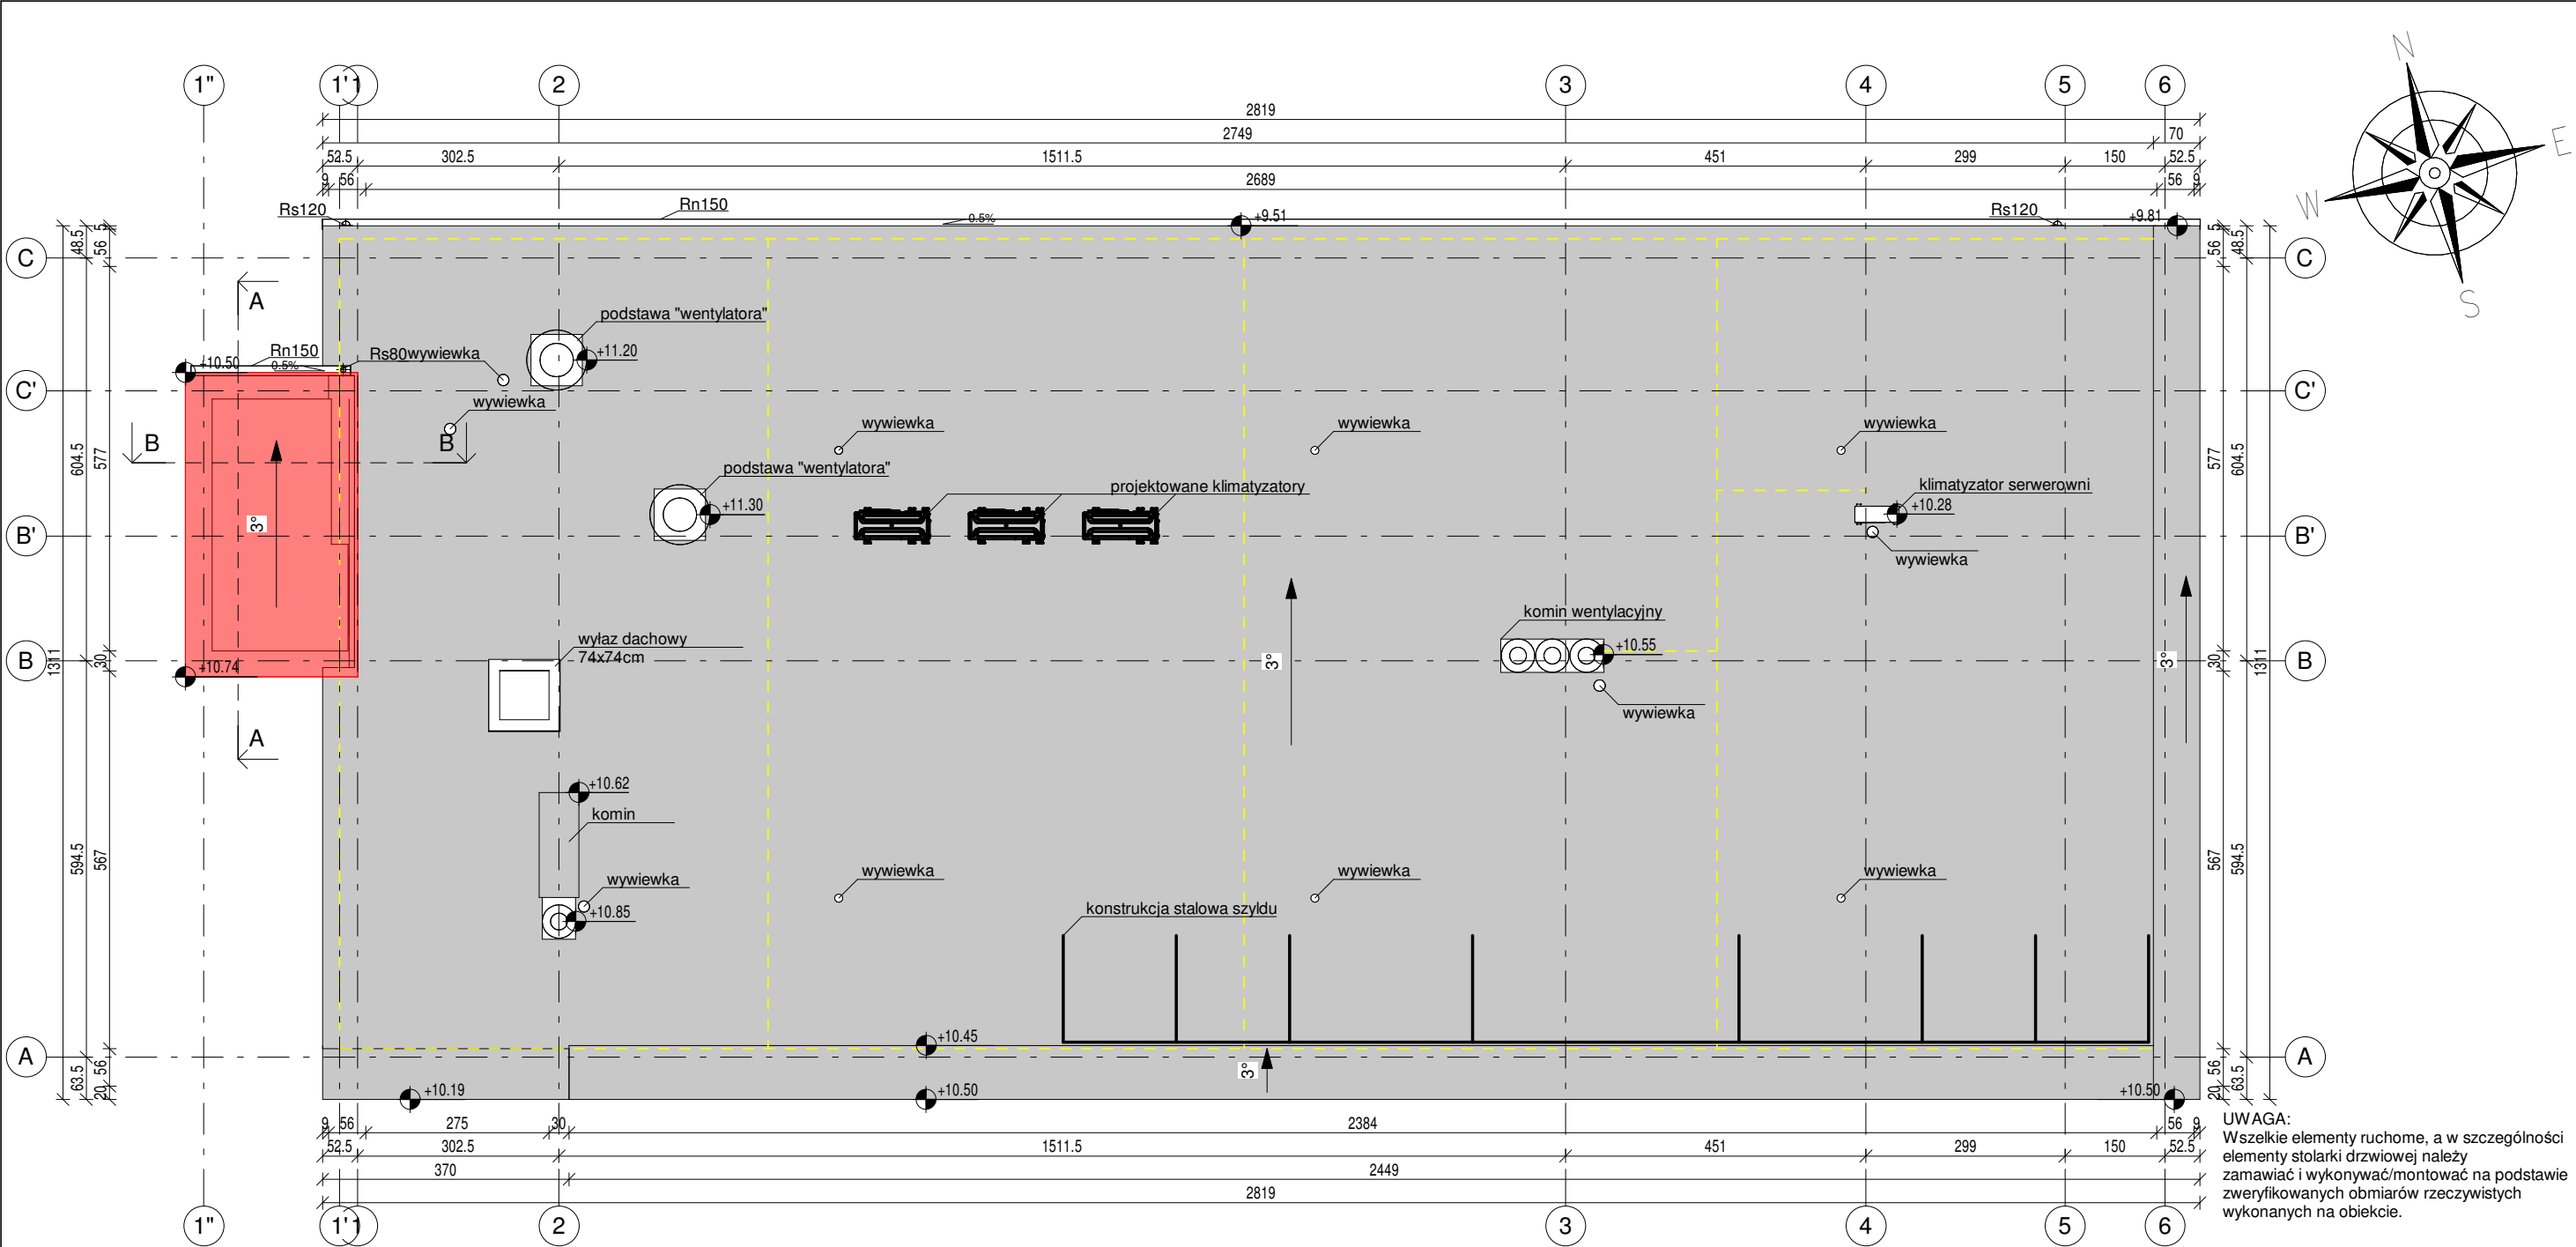 1"
1'
1
2
3
4
5
6
N
E
W
S
2819
2749
70
52.5
302.5
1511.5
451
299
150
52.5
9
56
2689
56
9
Rs120
Rn150
0.5%
+9.51
Rs120
+9.81
48.5
56
5
C
A
podstawa "wentylatora"
+11.20
Rn150
+10.50
0.5%
Rs80
wywiewka
C'
wywiewka
B
B
wywiewka
wywiewka
wywiewka
604.5
577
3°
podstawa "wentylatora"
+11.30
projektowane klimatyzatory
klimatyzator serwerowni
+10.28
wywiewka
B'
komin wentylacyjny
+10.55
wywiewka
wyłaz dachowy
74x74cm
3°
3°
B
+10.74
1311
30
A
+10.62
komin
wywiewka
+10.85
wywiewka
wywiewka
wywiewka
konstrukcja stalowa szyldu
594.5
567
+10.45
3°
A
63.5
56
20
+10.19
+10.50
+10.50
5
56
48.5
C
C'
577
604.5
B'
30
1311
B
567
594.5
A
56
20
63.5
9
56
275
30
2384
56
9
52.5
302.5
1511.5
451
299
150
52.5
370
2449
2819
1"
1'
1
2
3
4
5
6
UWAGA:
Wszelkie elementy ruchome, a w szczególności
elementy stolarki drzwiowej należy
zamawiać i wykonywać/montować na podstawie
zweryfikowanych obmiarów rzeczywistych
wykonanych na obiekcie.